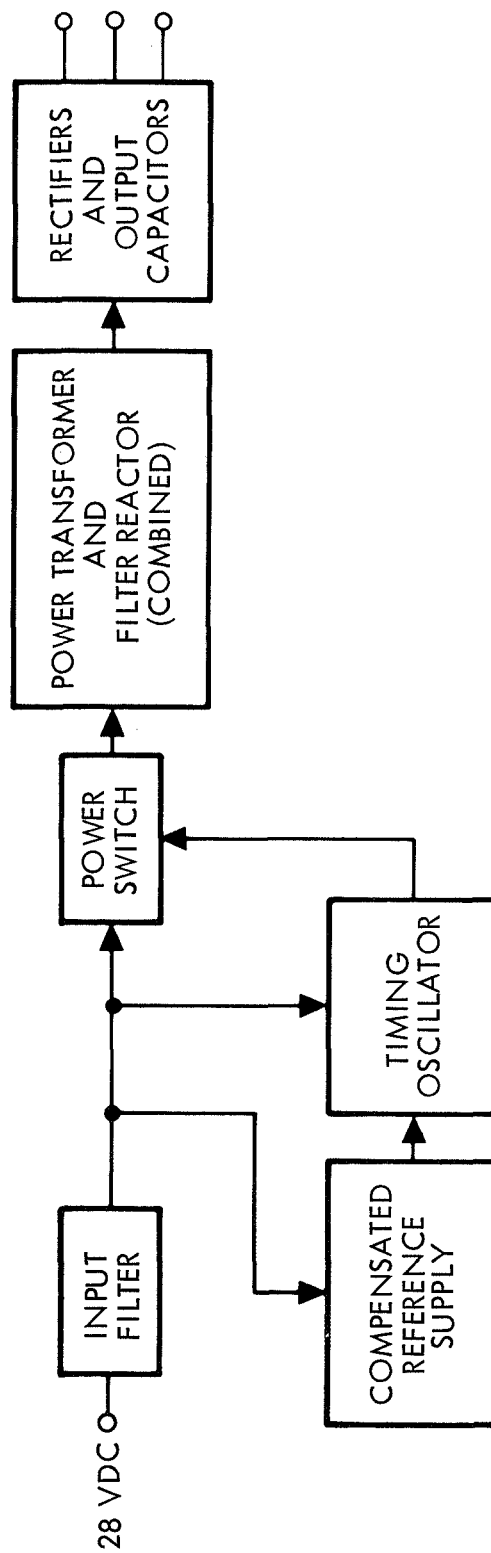 28 VDC
INPUT
FILTER
POWER
SWITCH
POWER TRANSFORMER
AND
FILTER REACTOR
(COMBINED)
RECTIFIERS
AND
OUTPUT
CAPACITORS
COMPENSATED
REFERENCE
SUPPLY
TIMING
OSCILLATOR